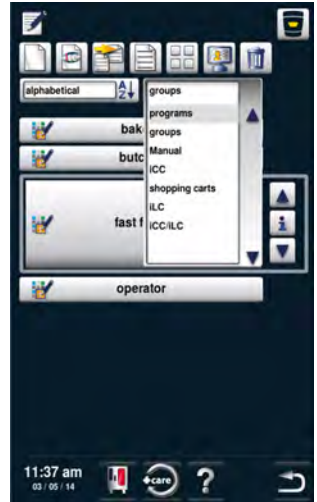 alphabetical
A
Z
groups
programs
groups
Manual
iCC
shopping carts
iLC
iCC/iLC
bak
butc
fast f
i
operator
11:37 am
03 / 05 / 14
care
?